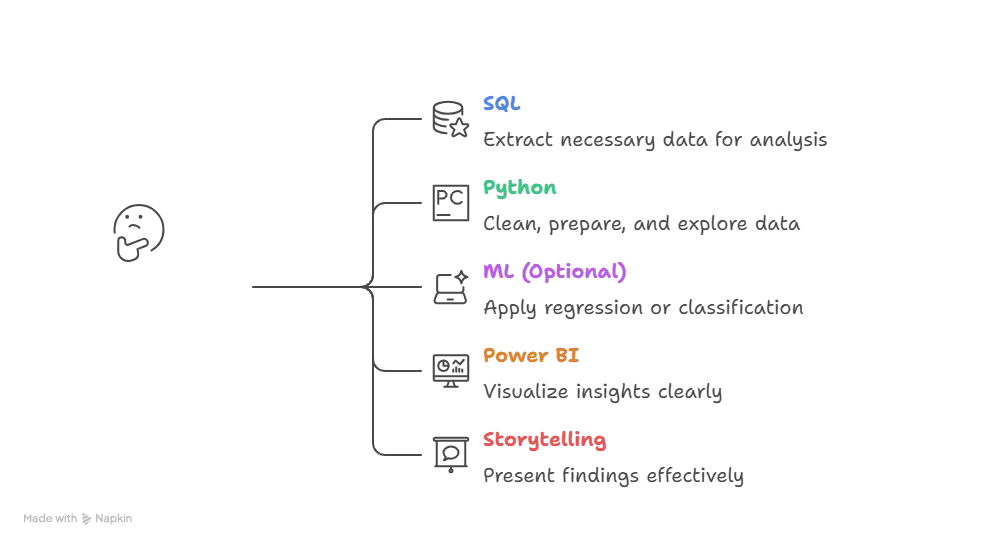 SQL
Extract necessary data for analysis
PC
Python
Clean, prepare, and explore data
ML (Optional)
Apply regression or classification
Power BI
Visualize insights clearly
Storytelling
Present findings effectively
Made with Napkin